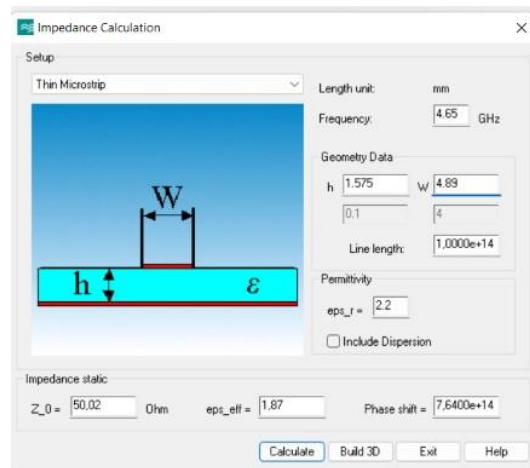 Impedance Calculation
Setup
Thin Microstrip
Length unit: mm
Frequency: 4.65 GHz
Geometry Data
h 1.575 W 4.89
0.1 4
Line length: 1,0000e+14
Permittivity
eps_r = 2.2
Include Dispersion
W
h ε
Impedance static
Z_0 = 50,02 Ohm eps_eff = 1,87 Phase shift = 7,6400e+14
Calculate Build 3D Exit Help